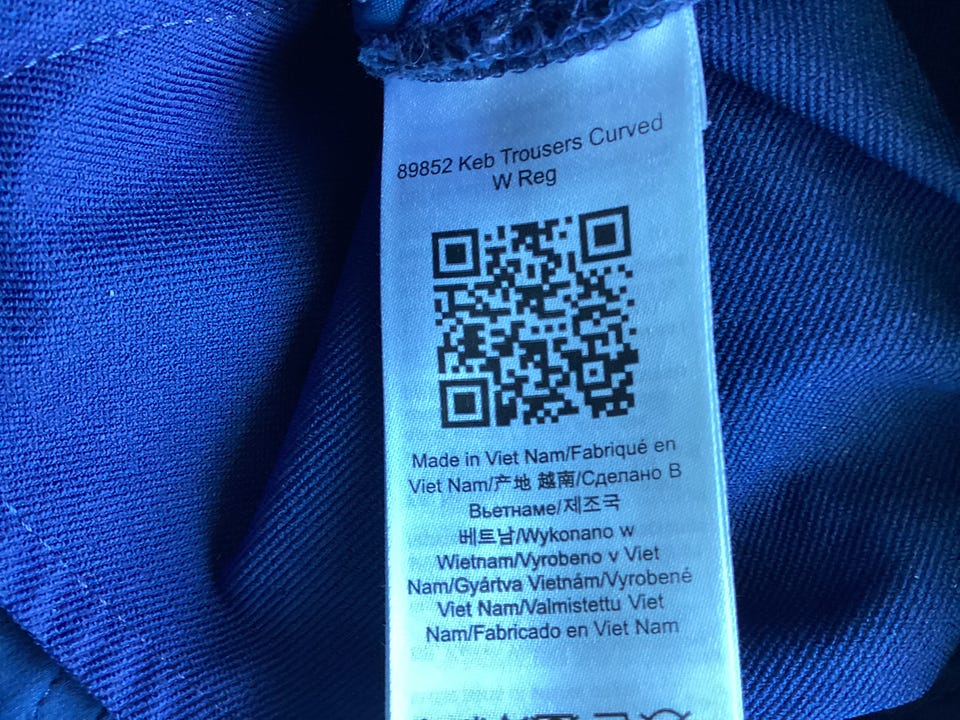 89852 Keb Trousers Curved
W Reg
Made in Viet Nam/Fabriqué en
Viet Nam/产地 越南/Сделано В
Вьетнаме/제조국
베트남/Wykonano w
Wietnam/Vyrobeno v Viet
Nam/Gyártva Vietnám/Vyrobené
Viet Nam/Valmistettu Viet
Nam/Fabricado en Viet Nam